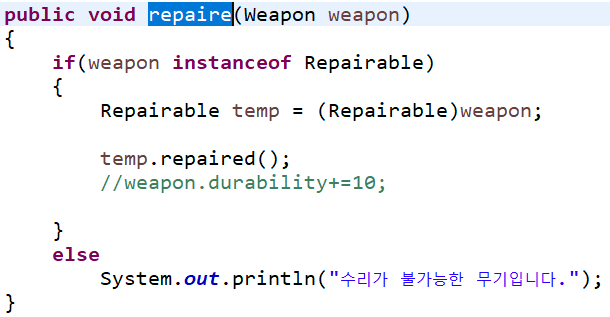 public void repaire(Weapon weapon)
{
if(weapon instanceof Repairable)
{
Repairable temp = (Repairable)weapon;
temp.repaired();
//weapon.durability+=10;
}
else
System.out.println("수리가 불가능한 무기입니다.");
}